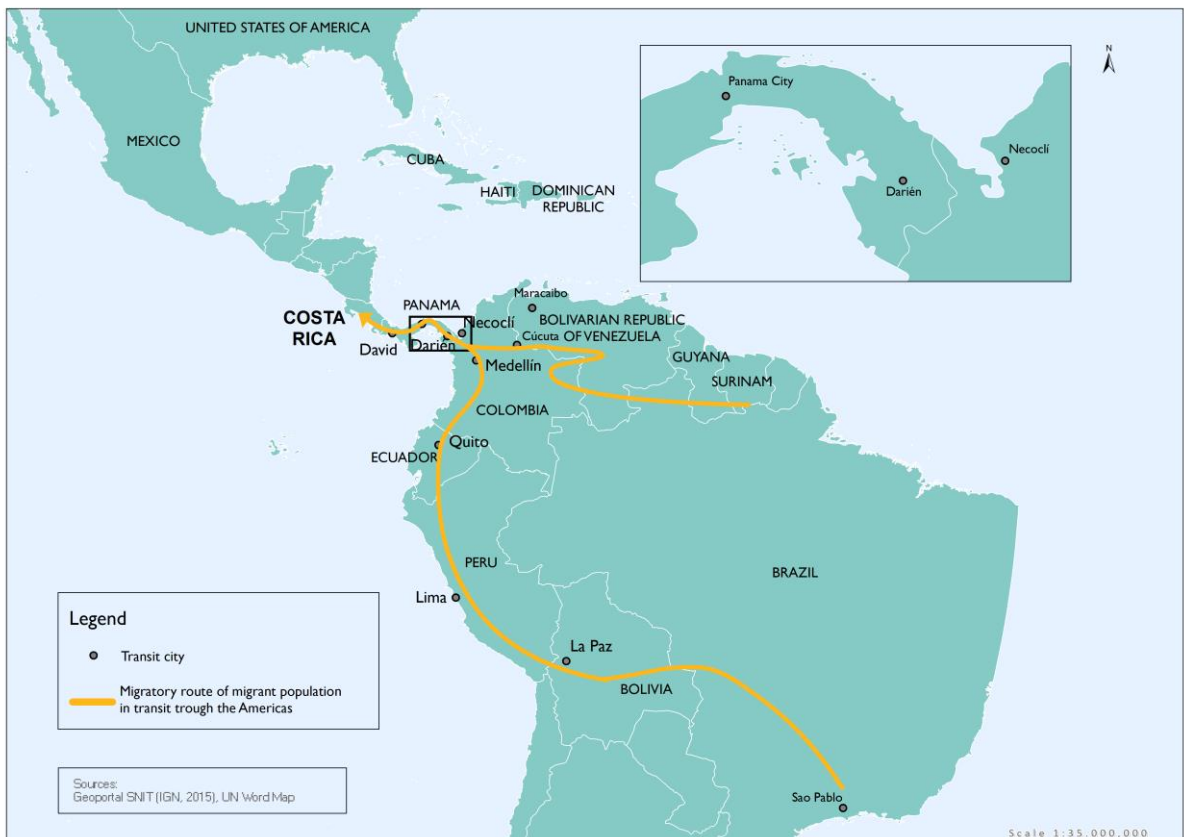 UNITED STATES OF AMERICA
N
Panama City
Necoclí
Darién
MEXICO
CUBA
HAITI
DOMINICAN
REPUBLIC
Maracaibo
PANAMA
COSTA
RICA
Necoclí
BOLIVARIAN REPUBLIC
OF VENEZUELA
Cúcuta
David
Darién
Medellín
GUYANA
SURINAM
COLOMBIA
Quito
ECUADOR
PERU
BRAZIL
Lima
La Paz
BOLIVIA
Sao Pablo
Legend
Transit city
Migratory route of migrant population
in transit trough the Americas
Sources:
Geoportal SNIT (IGN, 2015), UN Word Map
Scale 1:35.000.000